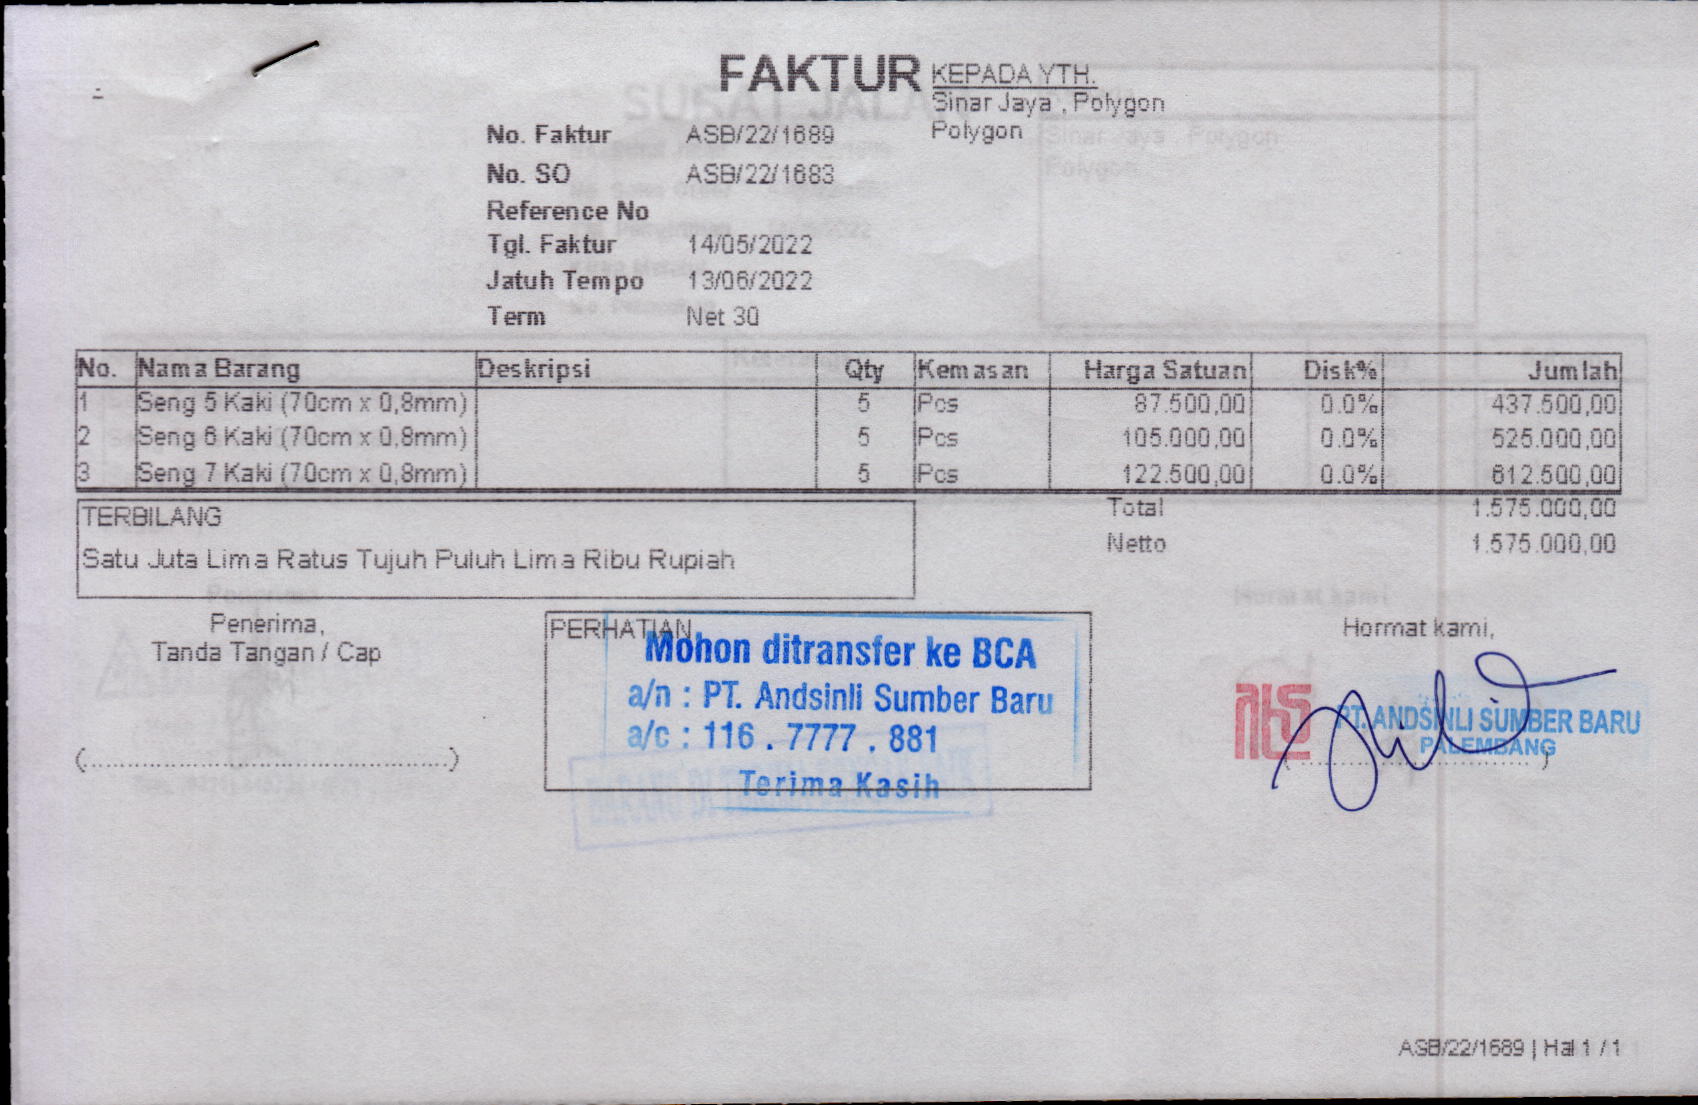 FAKTUR
KEPADA YTH.
Sinar Jaya , Polygon
Polygon
No. Faktur ASB/22/1689
No. SO ASB/22/1683
Reference No
Tgl. Faktur 14/05/2022
Jatuh Tempo 13/06/2022
Term Net 30
No. Nama Barang Deskripsi Qty Kemasan Harga Satuan Disk% Jumlah
1 Seng 5 Kaki (70cm x 0,8mm) 5 Pcs 87.500,00 0.0% 437.500,00
2 Seng 6 Kaki (70cm x 0,8mm) 5 Pcs 105.000,00 0.0% 525.000,00
3 Seng 7 Kaki (70cm x 0,8mm) 5 Pcs 122.500,00 0.0% 612.500,00
Total 1.575.000,00
Netto 1.575.000,00
TERBILANG
Satu Juta Lima Ratus Tujuh Puluh Lima Ribu Rupiah
Penerima,
Tanda Tangan / Cap
(........................................)
PERHATIAN
Mohon ditransfer ke BCA
a/n : PT. Andsinli Sumber Baru
a/c : 116 . 7777 . 881
Terima Kasih
Hormat kami,
PT. ANDSINLI SUMBER BARU
PALEMBANG
ASB/22/1689 | Hal 1 / 1